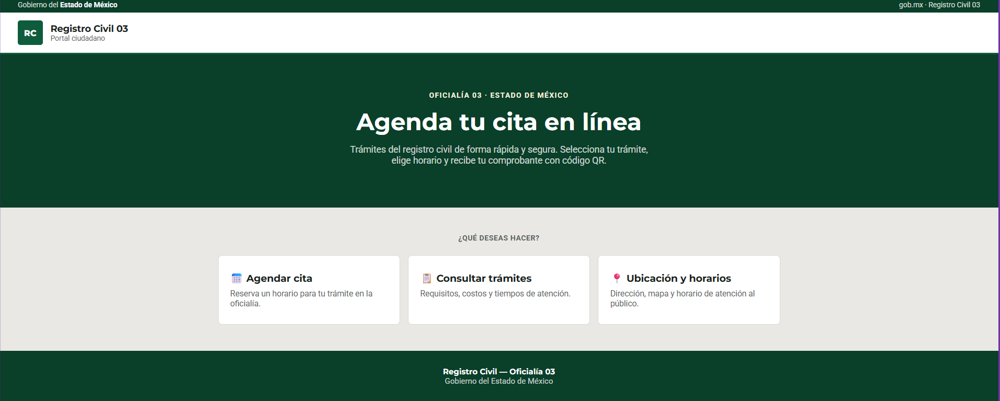 Gobierno del Estado de México
gob.mx · Registro Civil 03
RC
Registro Civil 03
Portal ciudadano
OFICIALÍA 03 · ESTADO DE MÉXICO
Agenda tu cita en línea
Trámites del registro civil de forma rápida y segura. Selecciona tu trámite,
elige horario y recibe tu comprobante con código QR.
¿QUÉ DESEAS HACER?
Agendar cita
Reserva un horario para tu trámite en la
oficialía.
Consultar trámites
Requisitos, costos y tiempos de atención.
Ubicación y horarios
Dirección, mapa y horario de atención al
público.
Registro Civil — Oficialía 03
Gobierno del Estado de México